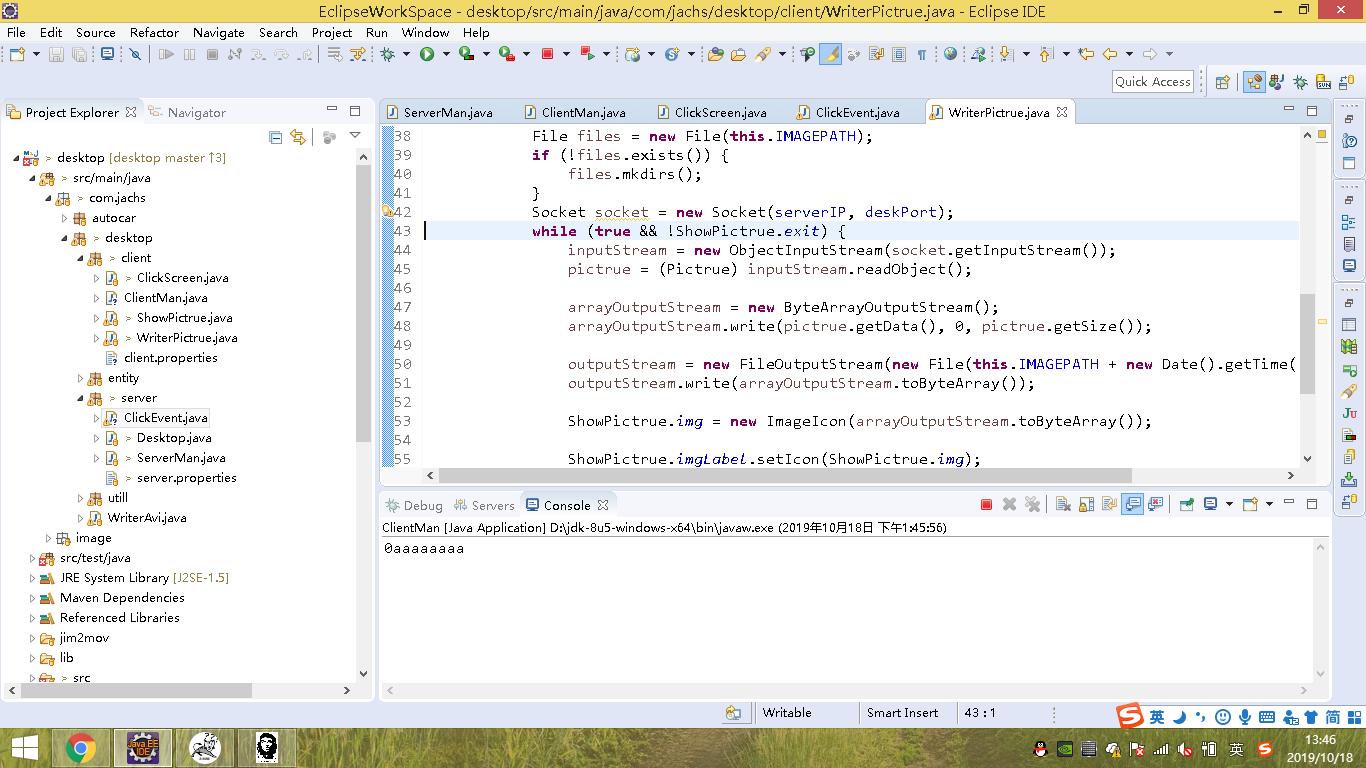 EclipseWorkSpace - desktop/src/main/java/com/jachs/desktop/client/WriterPictrue.java - Eclipse IDE
File Edit Source Refactor Navigate Search Project Run Window Help
Quick Access
Project Explorer Navigator
> desktop [desktop master ↑3]
> src/main/java
> com.jachs
autocar
> desktop
> client
> ClickScreen.java
ClientMan.java
> ShowPictrue.java
> WriterPictrue.java
client.properties
entity
> server
ClickEvent.java
> Desktop.java
> ServerMan.java
> server.properties
utill
WriterAvi.java
image
src/test/java
JRE System Library [J2SE-1.5]
Maven Dependencies
Referenced Libraries
jim2mov
lib
> src
ServerMan.java ClientMan.java ClickScreen.java ClickEvent.java WriterPictrue.java
38 File files = new File(this.IMAGEPATH);
39 if (!files.exists()) {
40 files.mkdirs();
41 }
42 Socket socket = new Socket(serverIP, deskPort);
43 while (true && !ShowPictrue.exit) {
44 inputStream = new ObjectInputStream(socket.getInputStream());
45 pictrue = (Pictrue) inputStream.readObject();
46
47 arrayOutputStream = new ByteArrayOutputStream();
48 arrayOutputStream.write(pictrue.getData(), 0, pictrue.getSize());
49
50 outputStream = new FileOutputStream(new File(this.IMAGEPATH + new Date().getTime(
51 outputStream.write(arrayOutputStream.toByteArray());
52
53 ShowPictrue.img = new ImageIcon(arrayOutputStream.toByteArray());
54
55 ShowPictrue.imgLabel.setIcon(ShowPictrue.img);
Debug Servers Console
ClientMan [Java Application] D:\jdk-8u5-windows-x64\bin\javaw.exe (2019年10月18日 下午1:45:56)
0aaaaaaaa
Writable Smart Insert 43 : 1
英 简
Java EE IDE
英
13:46
2019/10/18